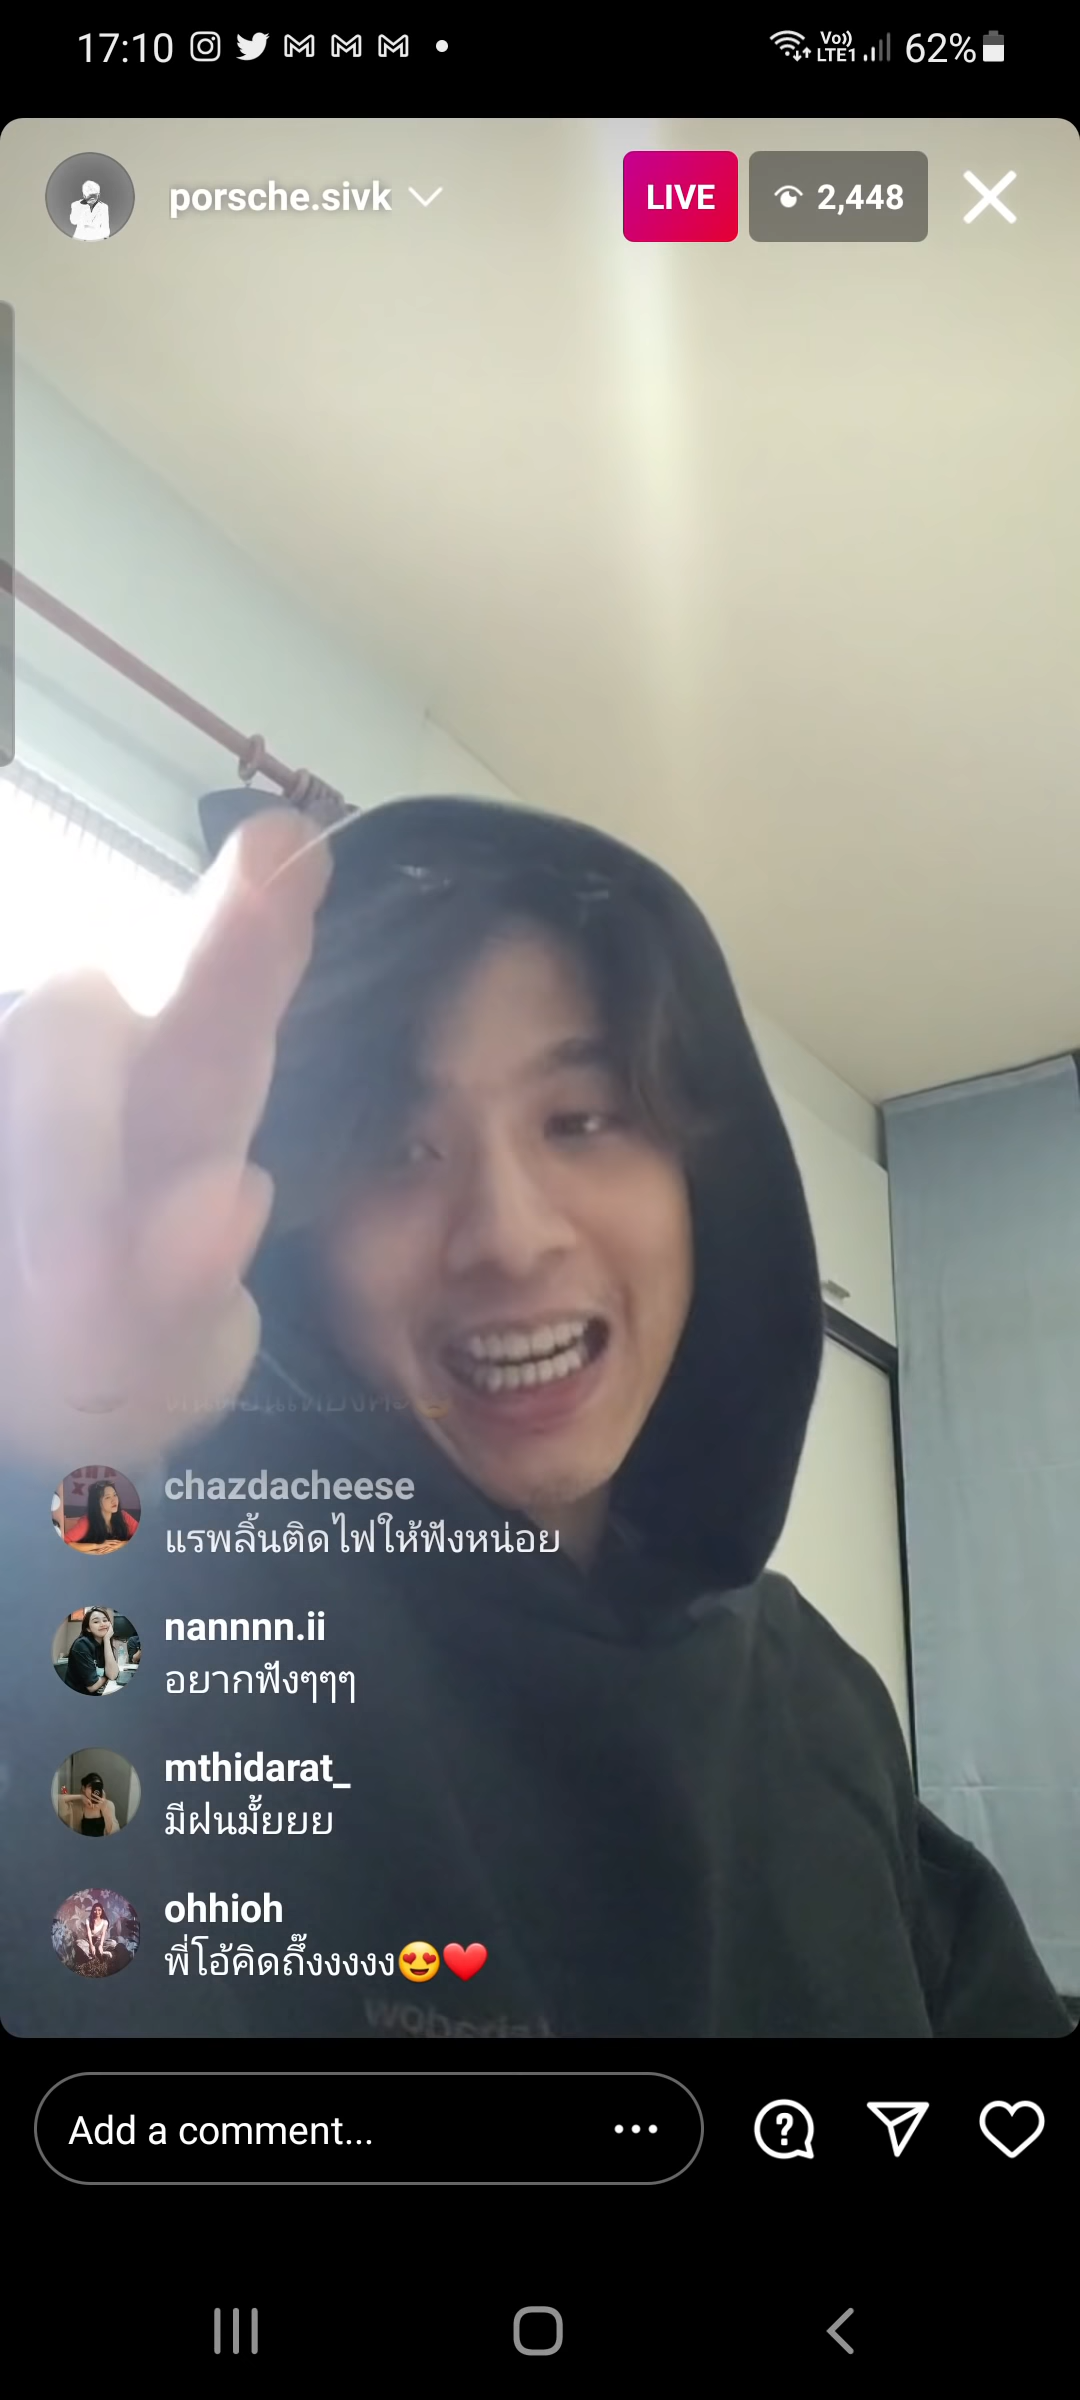 17:10
Vo))
LTE1
62%
porsche.sivk
LIVE
2,448
chazdacheese
แรพลิ้นติดไฟให้ฟังหน่อย
nannnn.ii
อยากฟังๆๆๆ
mthidarat_
มีฝนมั้ยยย
ohhioh
พี่โอ้คิดถึ๊งงงงงง😍❤️
Add a comment...